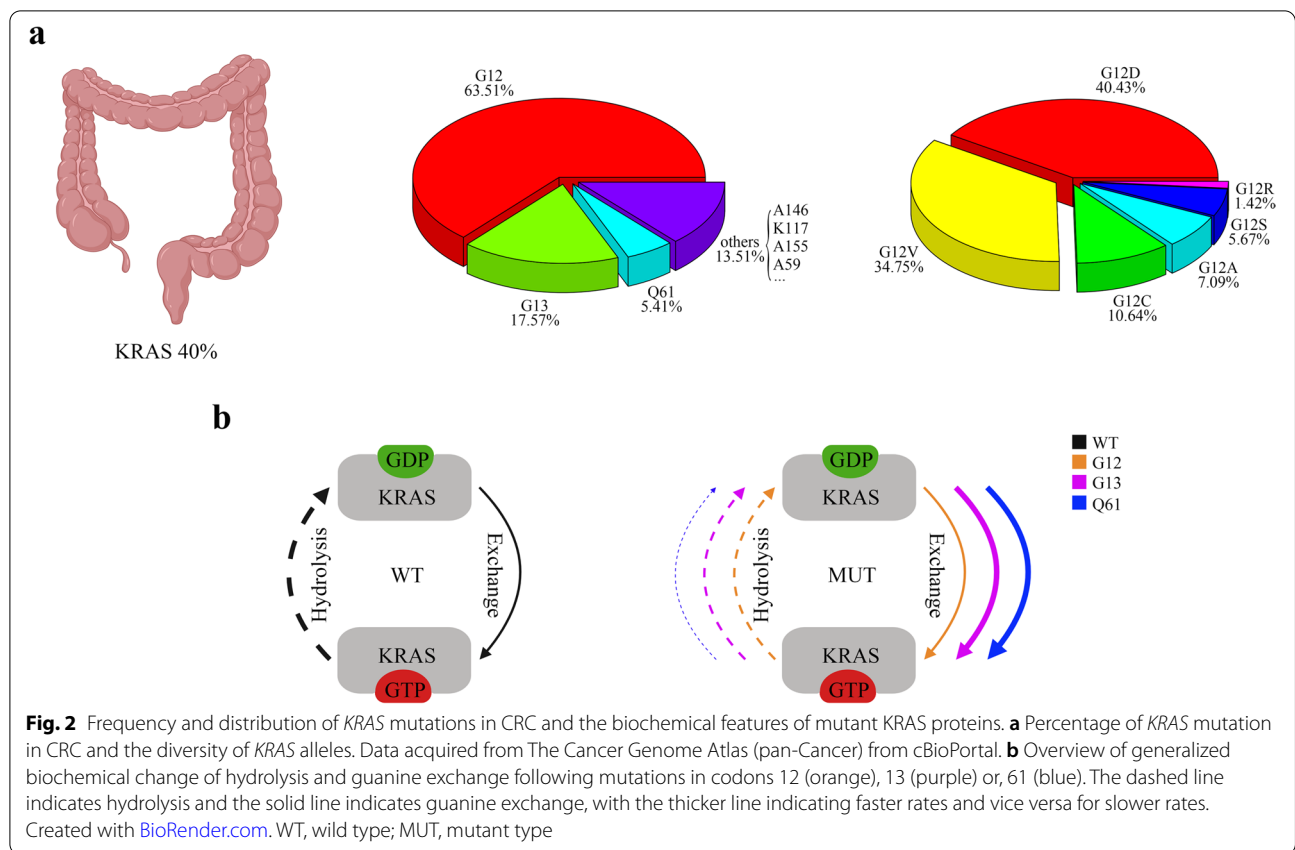 a
KRAS 40%
G12
63.51%
G13
17.57%
Q61
5.41%
others
13.51%
A146
K117
A155
A59
...
G12D
40.43%
G12V
34.75%
G12C
10.64%
G12A
7.09%
G12S
5.67%
G12R
1.42%
b
GDP
KRAS
Hydrolysis
WT
Exchange
KRAS
GTP
GDP
KRAS
Hydrolysis
MUT
Exchange
KRAS
GTP
WT
G12
G13
Q61
Fig. 2 Frequency and distribution of KRAS mutations in CRC and the biochemical features of mutant KRAS proteins. a Percentage of KRAS mutation
in CRC and the diversity of KRAS alleles. Data acquired from The Cancer Genome Atlas (pan-Cancer) from cBioPortal. b Overview of generalized
biochemical change of hydrolysis and guanine exchange following mutations in codons 12 (orange), 13 (purple) or, 61 (blue). The dashed line
indicates hydrolysis and the solid line indicates guanine exchange, with the thicker line indicating faster rates and vice versa for slower rates.
Created with BioRender.com. WT, wild type; MUT, mutant type